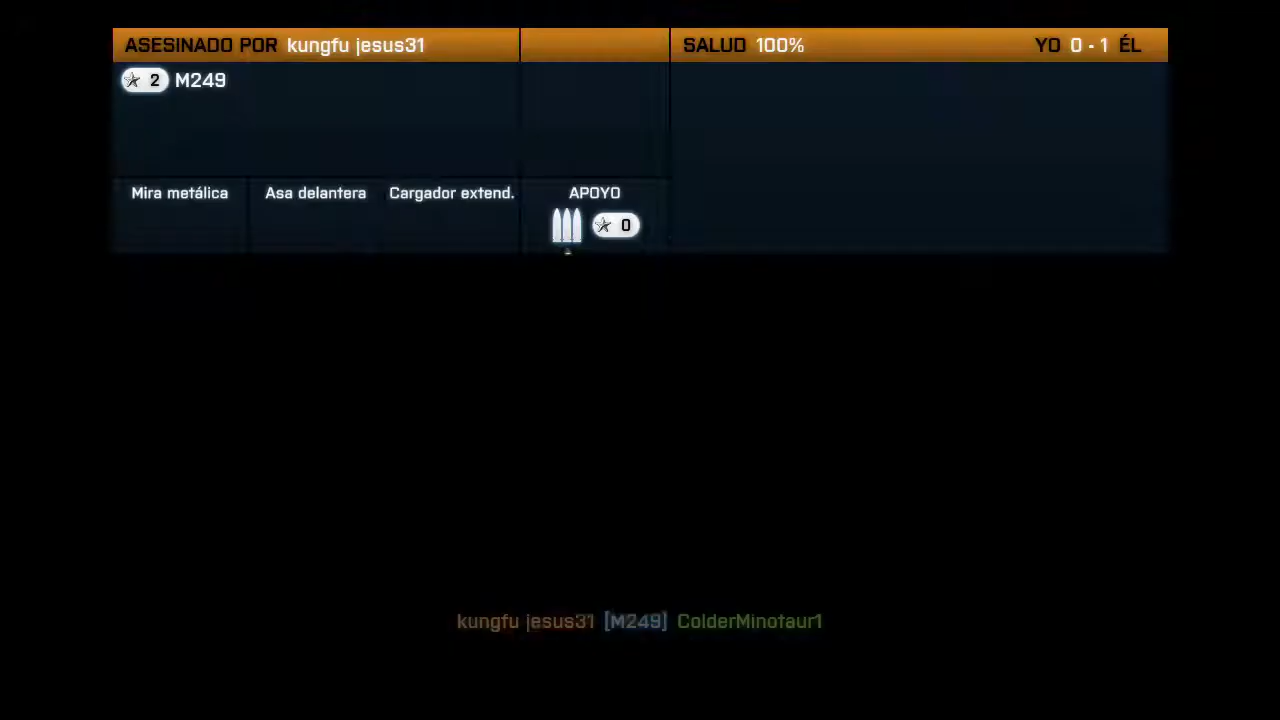 ASESINADO POR kungfu jesus31 SALUD 100% YO 0 - 1 ÉL
2 M249
Mira metálica Asa delantera Cargador extend. APOYO
0
kungfu jesus31 [M249] ColderMinotaur1